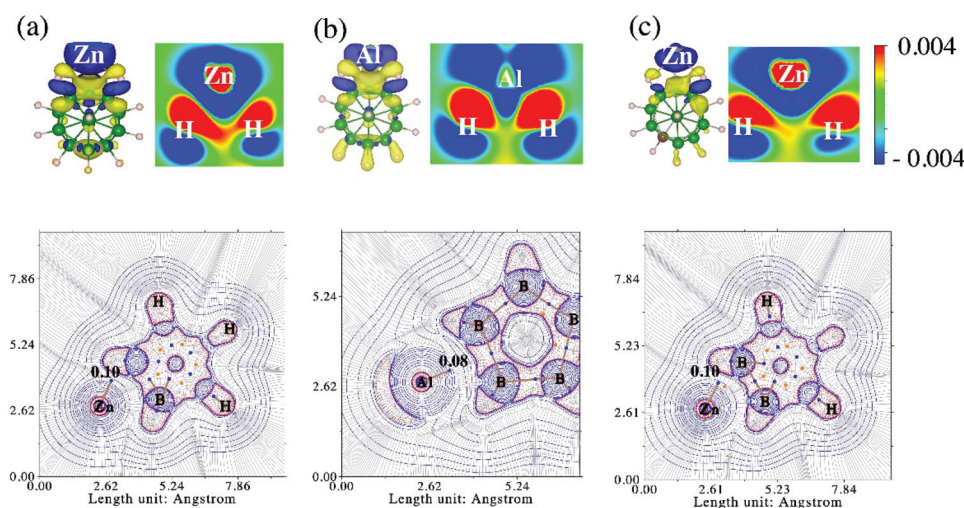 (a)
Zn
Zn
H
H
(b)
Al
Al
H
H
(c)
Zn
Zn
H
H
0.004
- 0.004
7.86
5.24
2.62
0.00
0.00
2.62
5.24
7.86
Length unit: Angstrom
H
H
0.10
Zn
B
H
5.24
2.62
0.00
0.00
2.62
5.24
Length unit: Angstrom
B
B
B
0.08
Al
B
B
7.84
5.23
2.61
0.00
0.00
2.61
5.23
7.84
Length unit: Angstrom
H
B
0.10
Zn
B
H